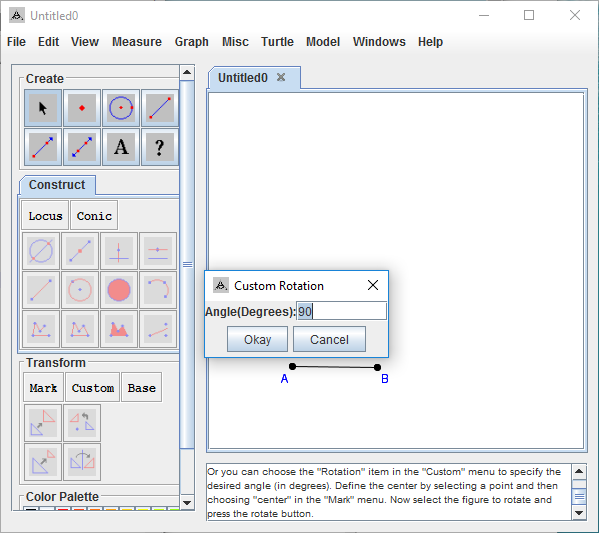 Untitled0
File Edit View Measure Graph Misc Turtle Model Windows Help
Create
A ?
Construct
Locus Conic
Transform
Mark Custom Base
Color Palette
Untitled0
Custom Rotation
Angle(Degrees): 90
Okay Cancel
A B
Or you can choose the "Rotation" item in the "Custom" menu to specify the
desired angle (in degrees). Define the center by selecting a point and then
choosing "center" in the "Mark" menu. Now select the figure to rotate and
press the rotate button.